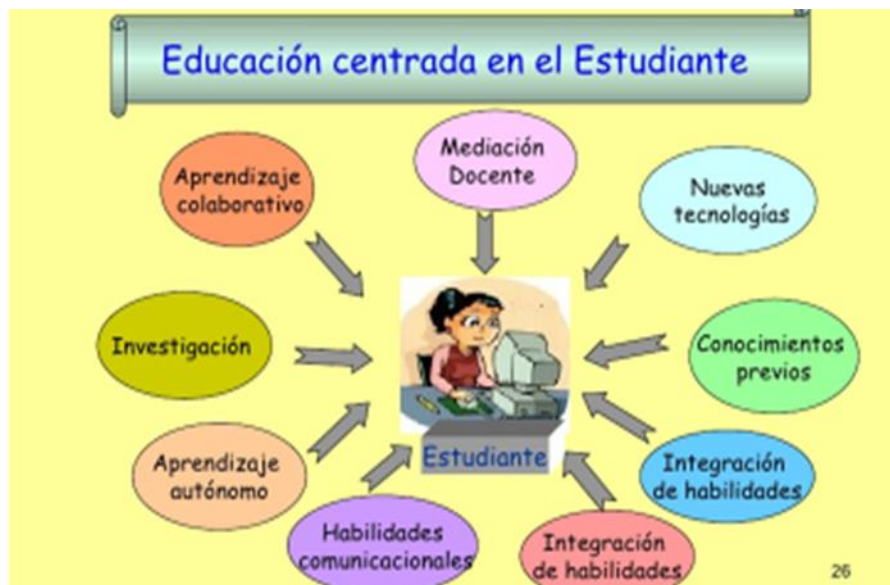 Educación centrada en el Estudiante
Mediación
Docente
Aprendizaje
colaborativo
Nuevas
tecnologías
Investigación
Conocimientos
previos
Aprendizaje
autónomo
Estudiante
Integración
de habilidades
Habilidades
comunicacionales
Integración
de habilidades
26